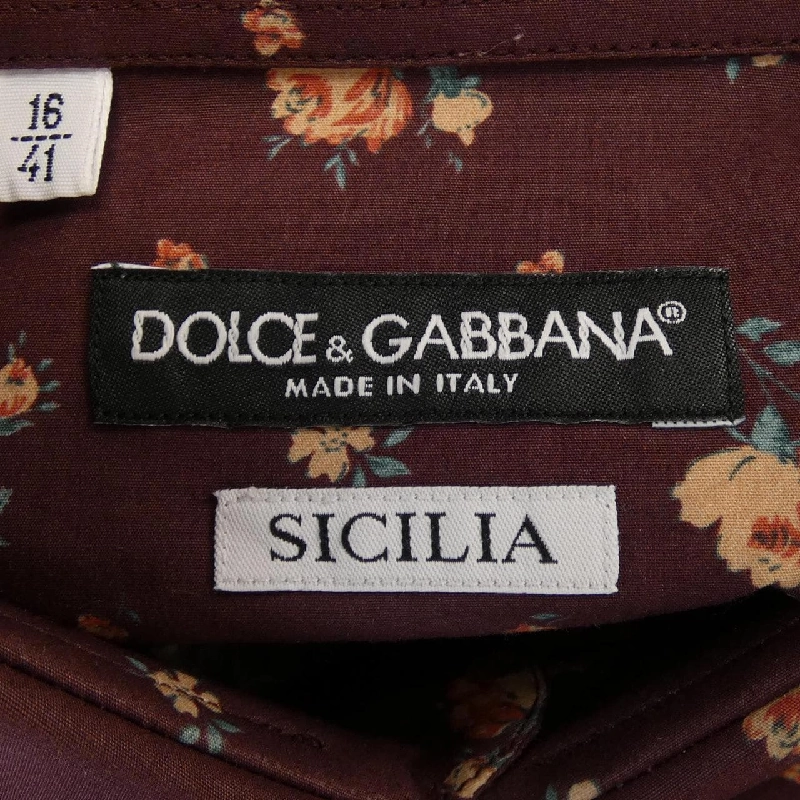 16
41
DOLCE & GABBANA®
MADE IN ITALY
SICILIA